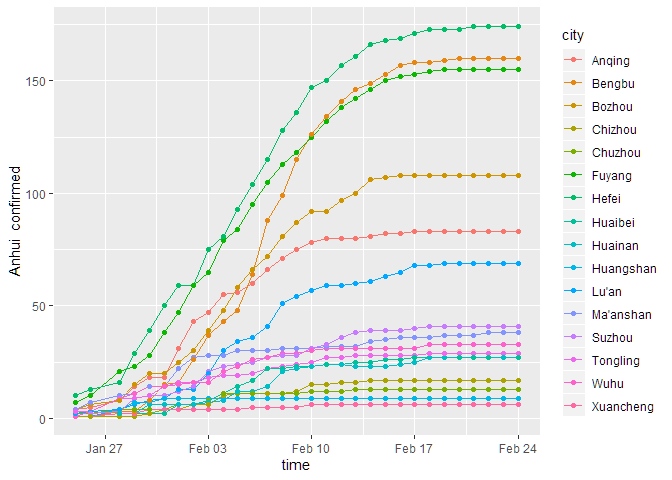 Anhui confirmed
150
100
50
0
Jan 27
Feb 03
Feb 10
Feb 17
Feb 24
time
city
Anqing
Bengbu
Bozhou
Chizhou
Chuzhou
Fuyang
Hefei
Huaibei
Huainan
Huangshan
Lu'an
Ma'anshan
Suzhou
Tongling
Wuhu
Xuancheng